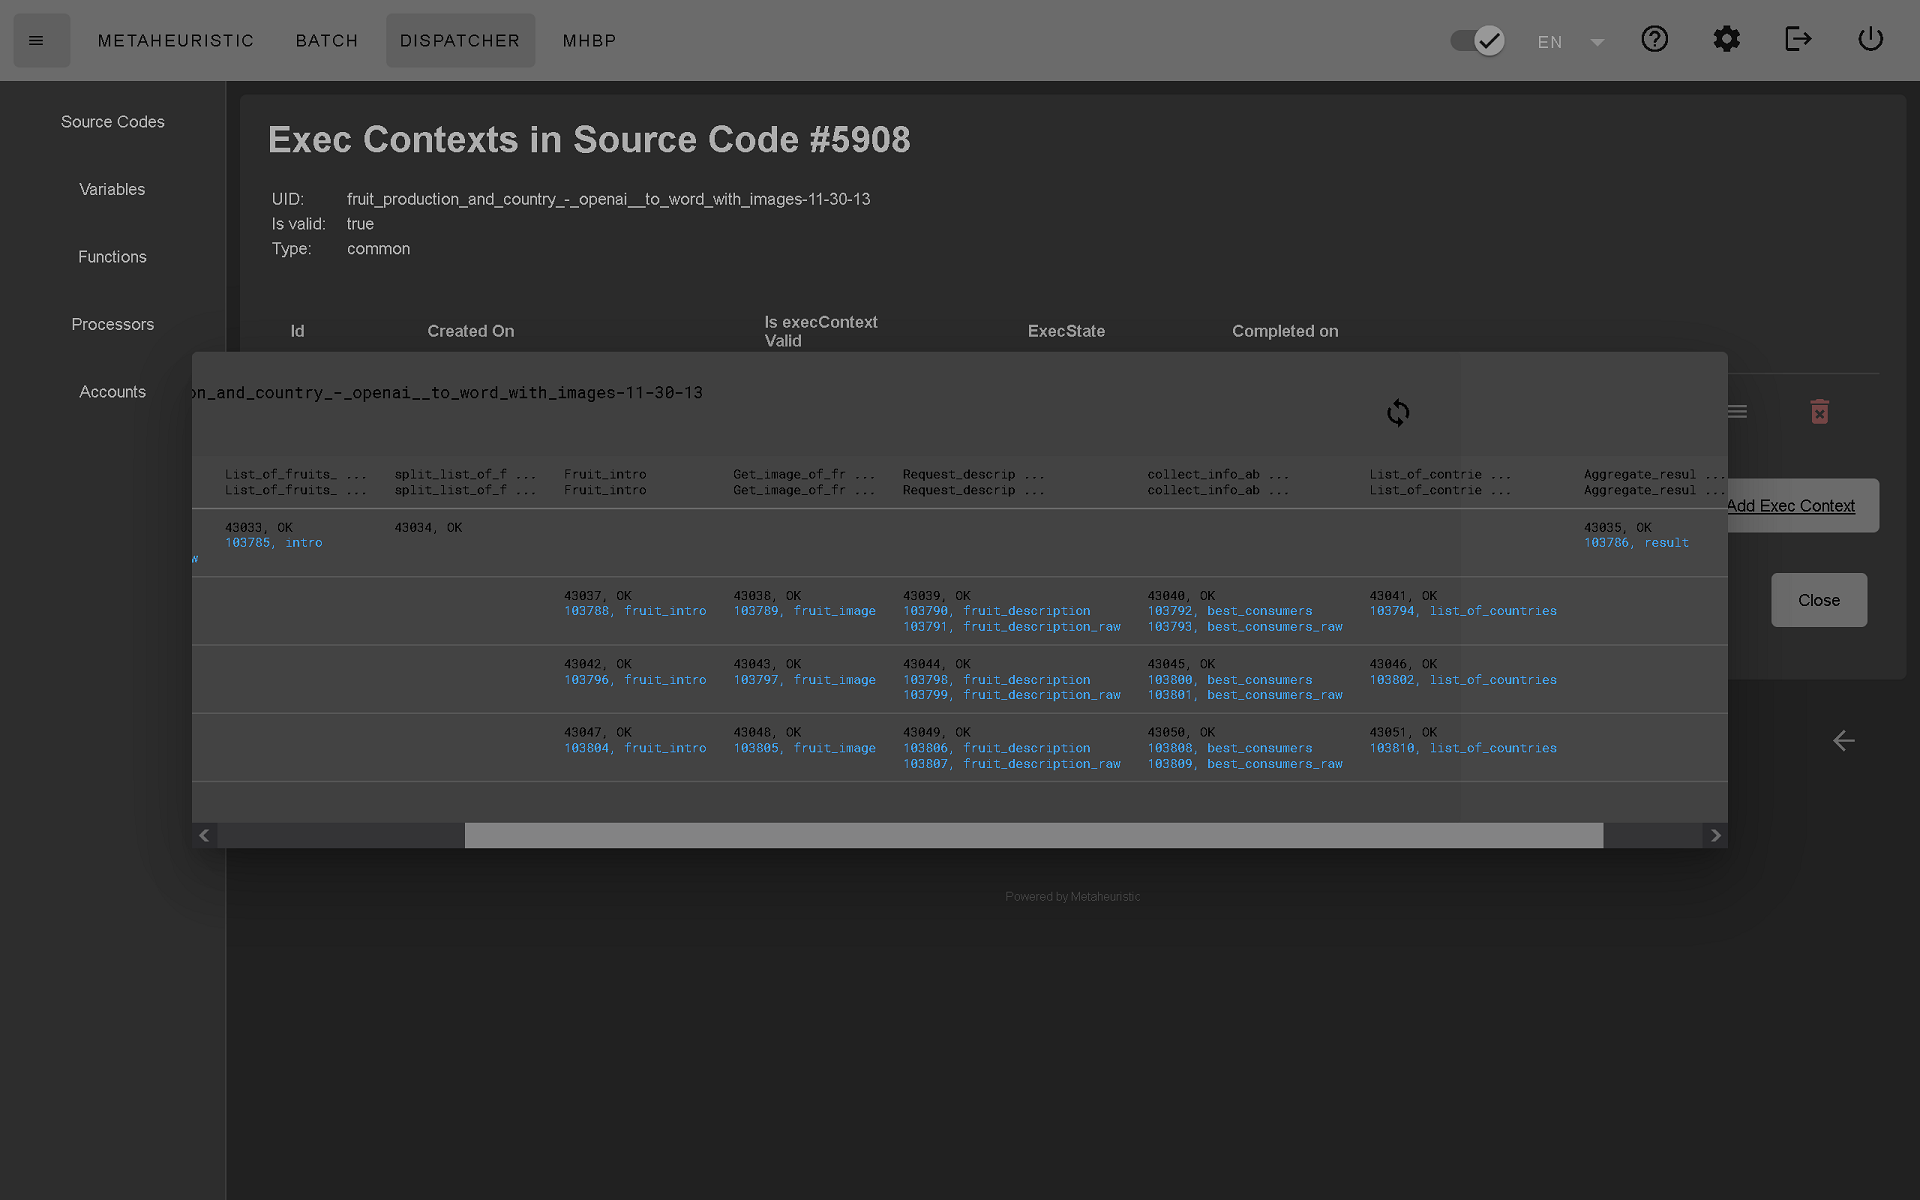 METAHEURISTIC BATCH DISPATCHER MHBP EN
Source Codes
Variables
Functions
Processors
Accounts
Exec Contexts in Source Code #5908
UID: fruit_production_and_country_-_openai__to_word_with_images-11-30-13
Is valid: true
Type: common
Id Created On Is execContext Valid ExecState Completed on
on_and_country_-_openai__to_word_with_images-11-30-13
List_of_fruits_ ... split_list_of_f ... Fruit_intro Get_image_of_fr ... Request_descrip ... collect_info_ab ... List_of_contrie ... Aggregate_resul ...
List_of_fruits_ ... split_list_of_f ... Fruit_intro Get_image_of_fr ... Request_descrip ... collect_info_ab ... List_of_contrie ... Aggregate_resul ...
43033, OK 43034, OK 43035, OK
103785, intro 103786, result
w
43037, OK 43038, OK 43039, OK 43040, OK 43041, OK
103788, fruit_intro 103789, fruit_image 103790, fruit_description 103792, best_consumers 103794, list_of_countries
103791, fruit_description_raw 103793, best_consumers_raw
43042, OK 43043, OK 43044, OK 43045, OK 43046, OK
103796, fruit_intro 103797, fruit_image 103798, fruit_description 103800, best_consumers 103802, list_of_countries
103799, fruit_description_raw 103801, best_consumers_raw
43047, OK 43048, OK 43049, OK 43050, OK 43051, OK
103804, fruit_intro 103805, fruit_image 103806, fruit_description 103808, best_consumers 103810, list_of_countries
103807, fruit_description_raw 103809, best_consumers_raw
Add Exec Context
Close
Powered by Metaheuristic